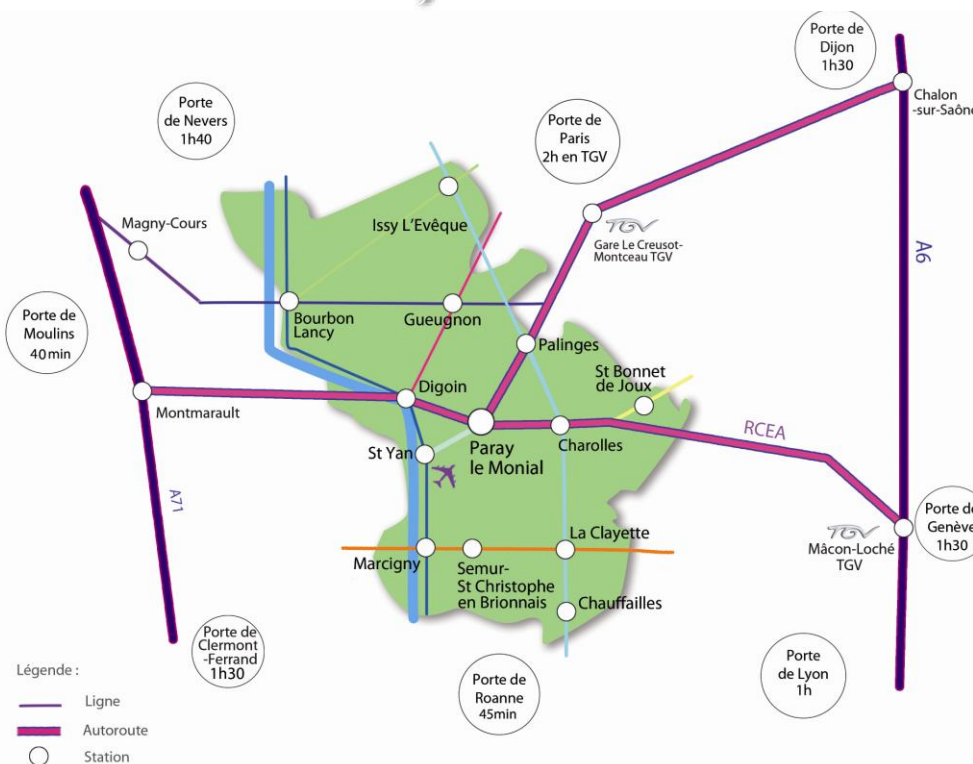 Porte de
Dijon
1h30
Chalon
-sur-Saône
Porte
de Nevers
1h40
Porte de
Paris
2h en TGV
Issy L'Evêque
Magny-Cours
TGV
Gare Le Creusot-
Montceau TGV
A6
Bourbon
Lancy
Gueugnon
Porte de
Moulins
40min
Palinges
St Bonnet
de Joux
Digoin
Montmarault
RCEA
Paray
le Monial
Charolles
St Yan
A71
Porte de
Genève
1h30
TGV
Mâcon-Loché
TGV
La Clayette
Marcigny
Semur-
St Christophe
en Brionnais
Chauffailles
Porte de
Clermont
-Ferrand
1h30
Porte
de Lyon
1h
Porte de
Roanne
45min
Légende :
Ligne
Autoroute
Station